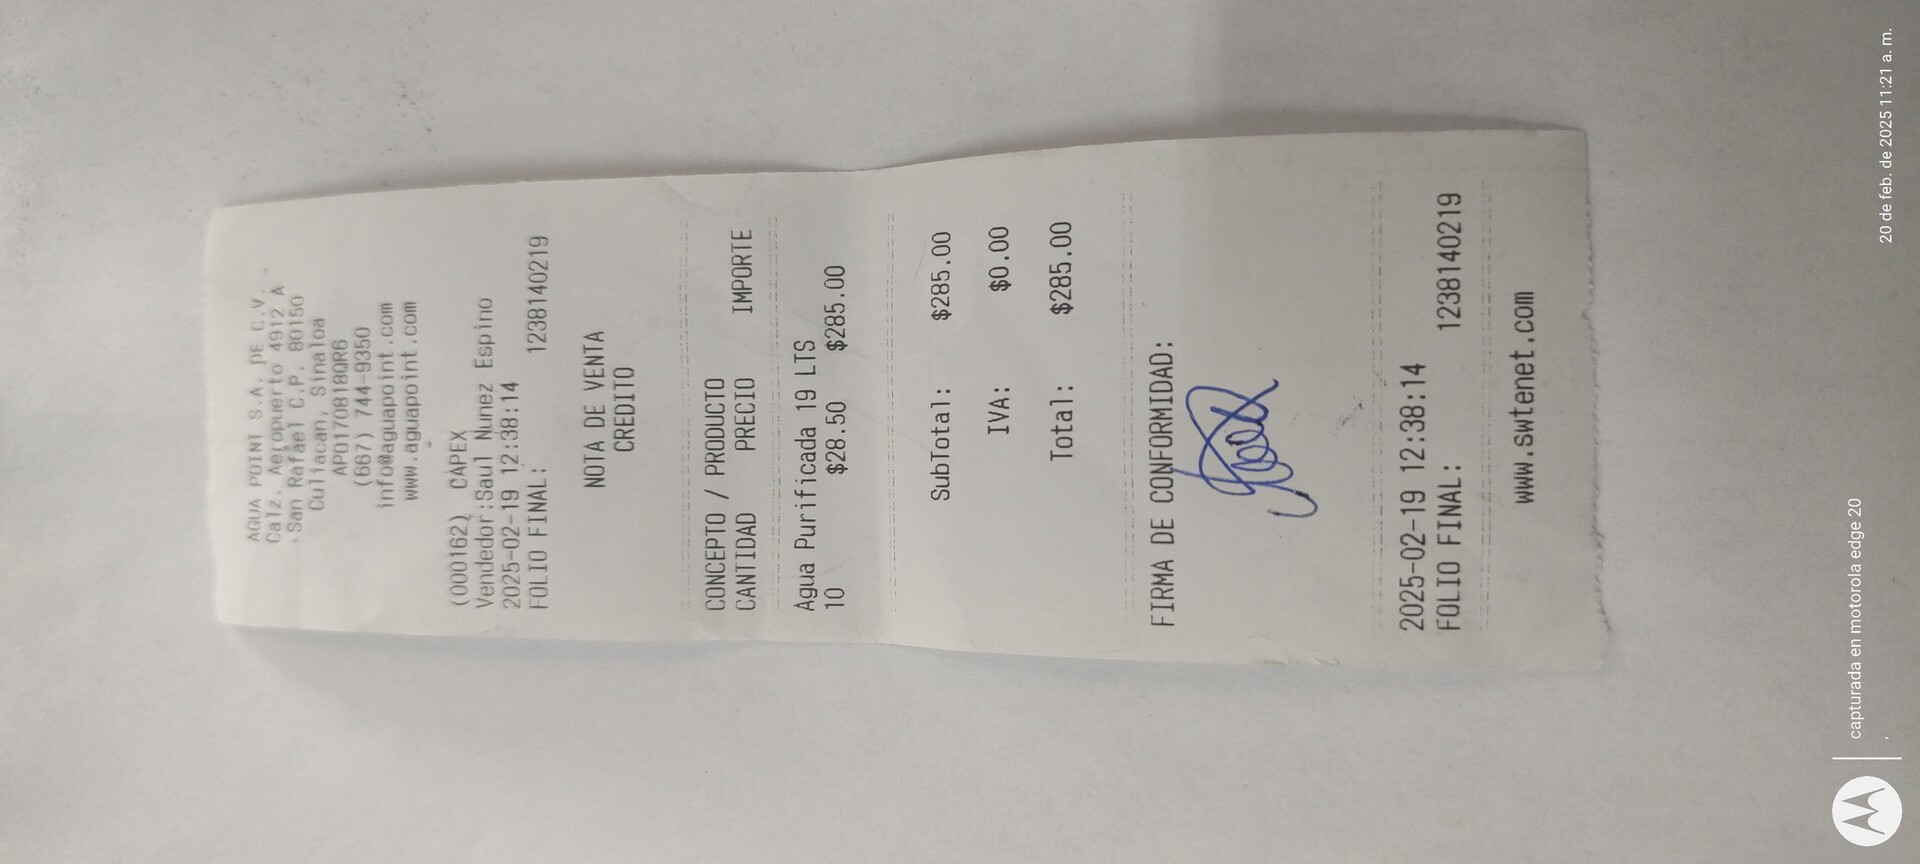 AGUA POINT S.A. DE C.V.
Calz. Aeropuerto 4912 A
San Rafael C.P. 80150
Culiacan, Sinaloa
APO170818QR6
(667) 744-9350
info@aguapoint.com
www.aguapoint.com
(000162) CAPEX
Vendedor:Saul Nunez Espino
2025-02-19 12:38:14
FOLIO FINAL: 1238140219
NOTA DE VENTA
CREDITO
CONCEPTO / PRODUCTO
CANTIDAD PRECIO IMPORTE
Agua Purificada 19 LTS
10 $28.50 $285.00
SubTotal: $285.00
IVA: $0.00
Total: $285.00
FIRMA DE CONFORMIDAD:
2025-02-19 12:38:14
FOLIO FINAL: 1238140219
www.swtenet.com
capturada en motorola edge 20
,
20 de feb. de 2025 11:21 a. m.